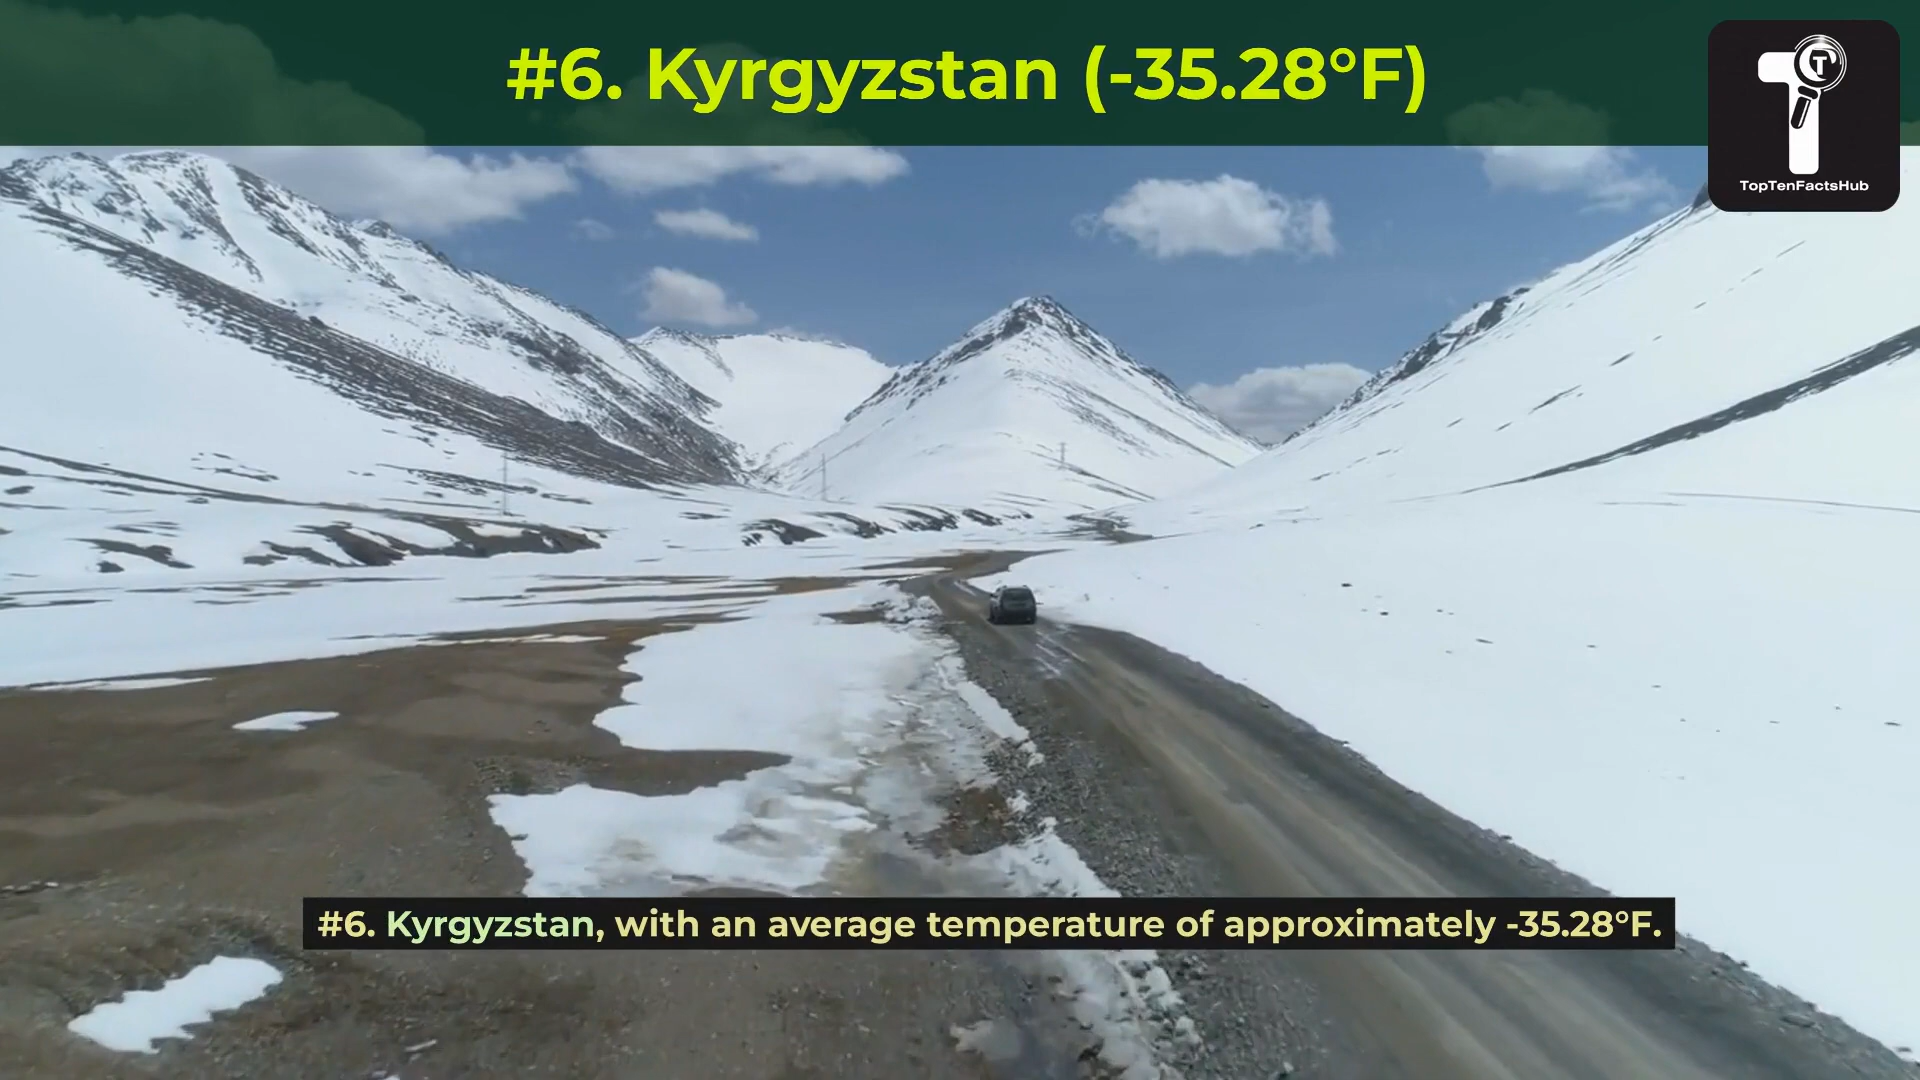 #6. Kyrgyzstan (-35.28°F)
T
TopTenFactsHub
#6. Kyrgyzstan, with an average temperature of approximately -35.28°F.